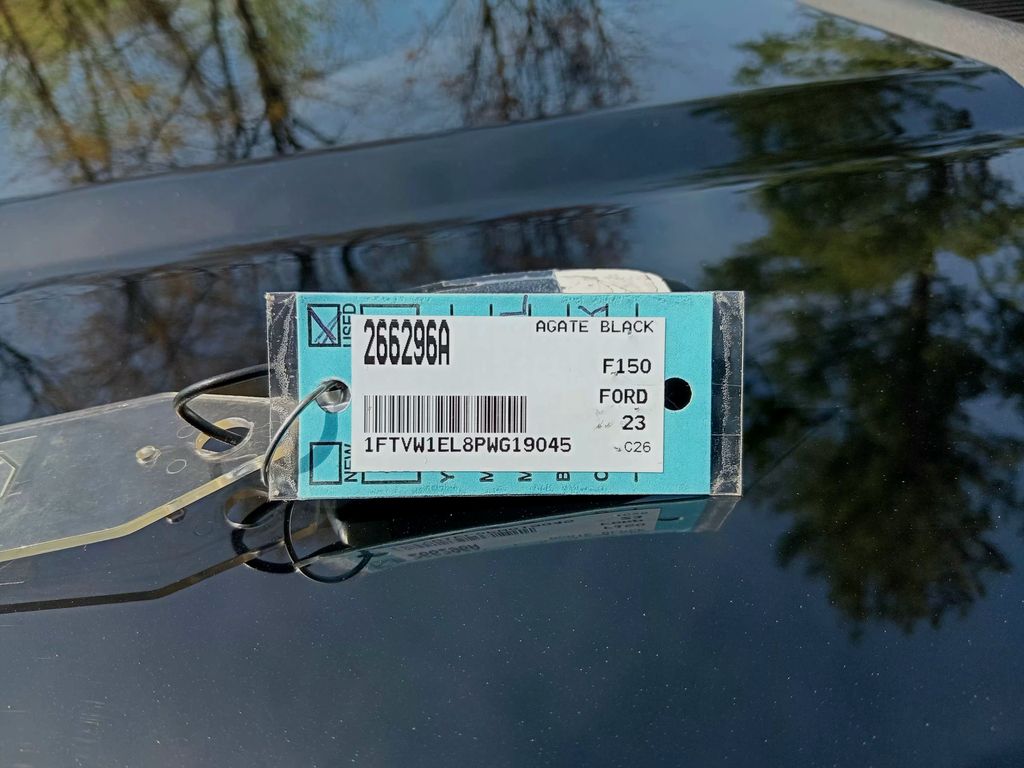 USED
266296A
AGATE BLACK
F150
FORD
23
1FTVW1EL8PWG19045
C26
NEW
Y
M
M
B
C